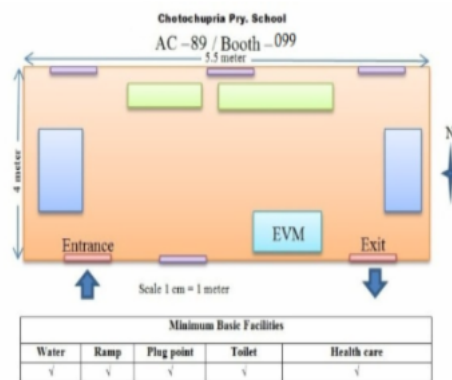 Chotochupria Pry. School
AC -89 / Booth -099
5.5 meter
4 meter
N
EVM
Entrance
Exit
Scale 1 cm = 1 meter
Minimum Basic Facilities
Water Ramp Plug point Toilet Health care
√ √ √ √ √